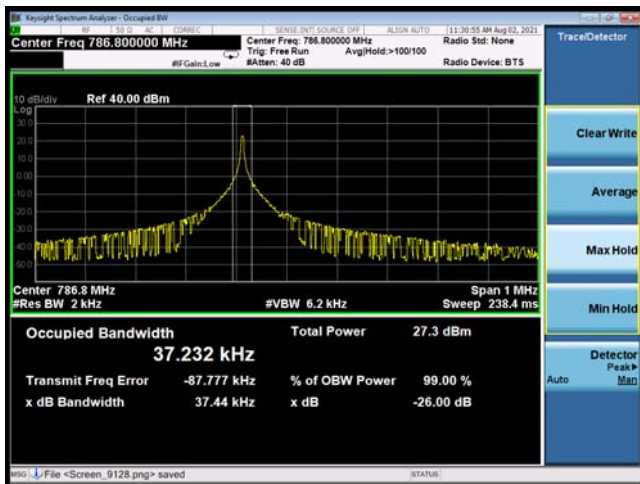 Keysight Spectrum Analyzer - Occupied BW
RF 50 Ω AC CORREC SENSE:INT SOURCE OFF ALIGN AUTO 11:30:55 AM Aug 02, 2021
Center Freq 786.800000 MHz
Center Freq: 786.800000 MHz Radio Std: None
Trig: Free Run Avg|Hold:>100/100
#IFGain:Low #Atten: 40 dB Radio Device: BTS
Trace/Detector
10 dB/div Ref 40.00 dBm
Log
30.0
20.0
10.0
0.00
-10.0
-20.0
-30.0
-40.0
-50.0
Center 786.8 MHz Span 1 MHz
#Res BW 2 kHz #VBW 6.2 kHz Sweep 238.4 ms
Occupied Bandwidth Total Power 27.3 dBm
37.232 kHz
Transmit Freq Error -87.777 kHz % of OBW Power 99.00 %
x dB Bandwidth 37.44 kHz x dB -26.00 dB
Clear Write
Average
Max Hold
Min Hold
Detector
Peak▶
Auto Man
MSG File <Screen_9128.png> saved STATUS